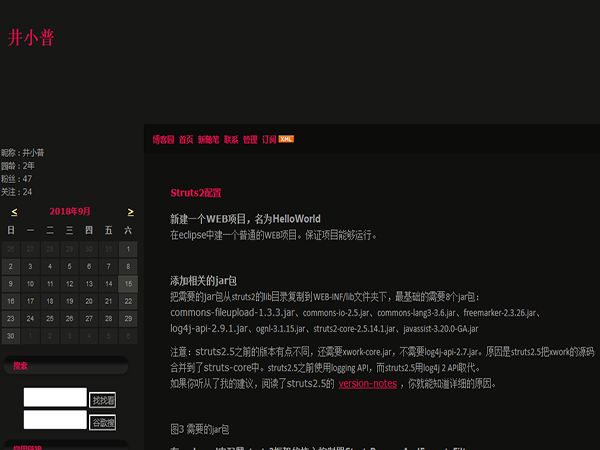 井小普
博客园 首页 新随笔 联系 管理 订阅 XML
昵称：井小普
园龄：2年
粉丝：47
关注：24
< 2018年9月 >
日 一 二 三 四 五 六
26 27 28 29 30 31 1
2 3 4 5 6 7 8
9 10 11 12 13 14 15
16 17 18 19 20 21 22
23 24 25 26 27 28 29
30 1 2 3 4 5 6
搜索
找找看
谷歌搜
Struts2配置
新建一个WEB项目，名为HelloWorld
在eclipse中建一个普通的WEB项目。保证项目能够运行。
添加相关的jar包
把需要的jar包从struts2的lib目录复制到WEB-INF/lib文件夹下，最基础的需要8个jar包：
commons-fileupload-1.3.3.jar、commons-io-2.5.jar、commons-lang3-3.6.jar、freemarker-2.3.26.jar、
log4j-api-2.9.1.jar、ognl-3.1.15.jar、struts2-core-2.5.14.1.jar、javassist-3.20.0-GA.jar
注意：struts2.5之前的版本有点不同，还需要xwork-core.jar，不需要log4j-api-2.7.jar。原因是struts2.5把xwork的源码
合并到了struts-core中。struts2.5之前使用logging API，而struts2.5用log4j 2 API取代。
如果你听从了我的建议，阅读了struts2.5的 version-notes ，你就能知道详细的原因。
图3 需要的jar包